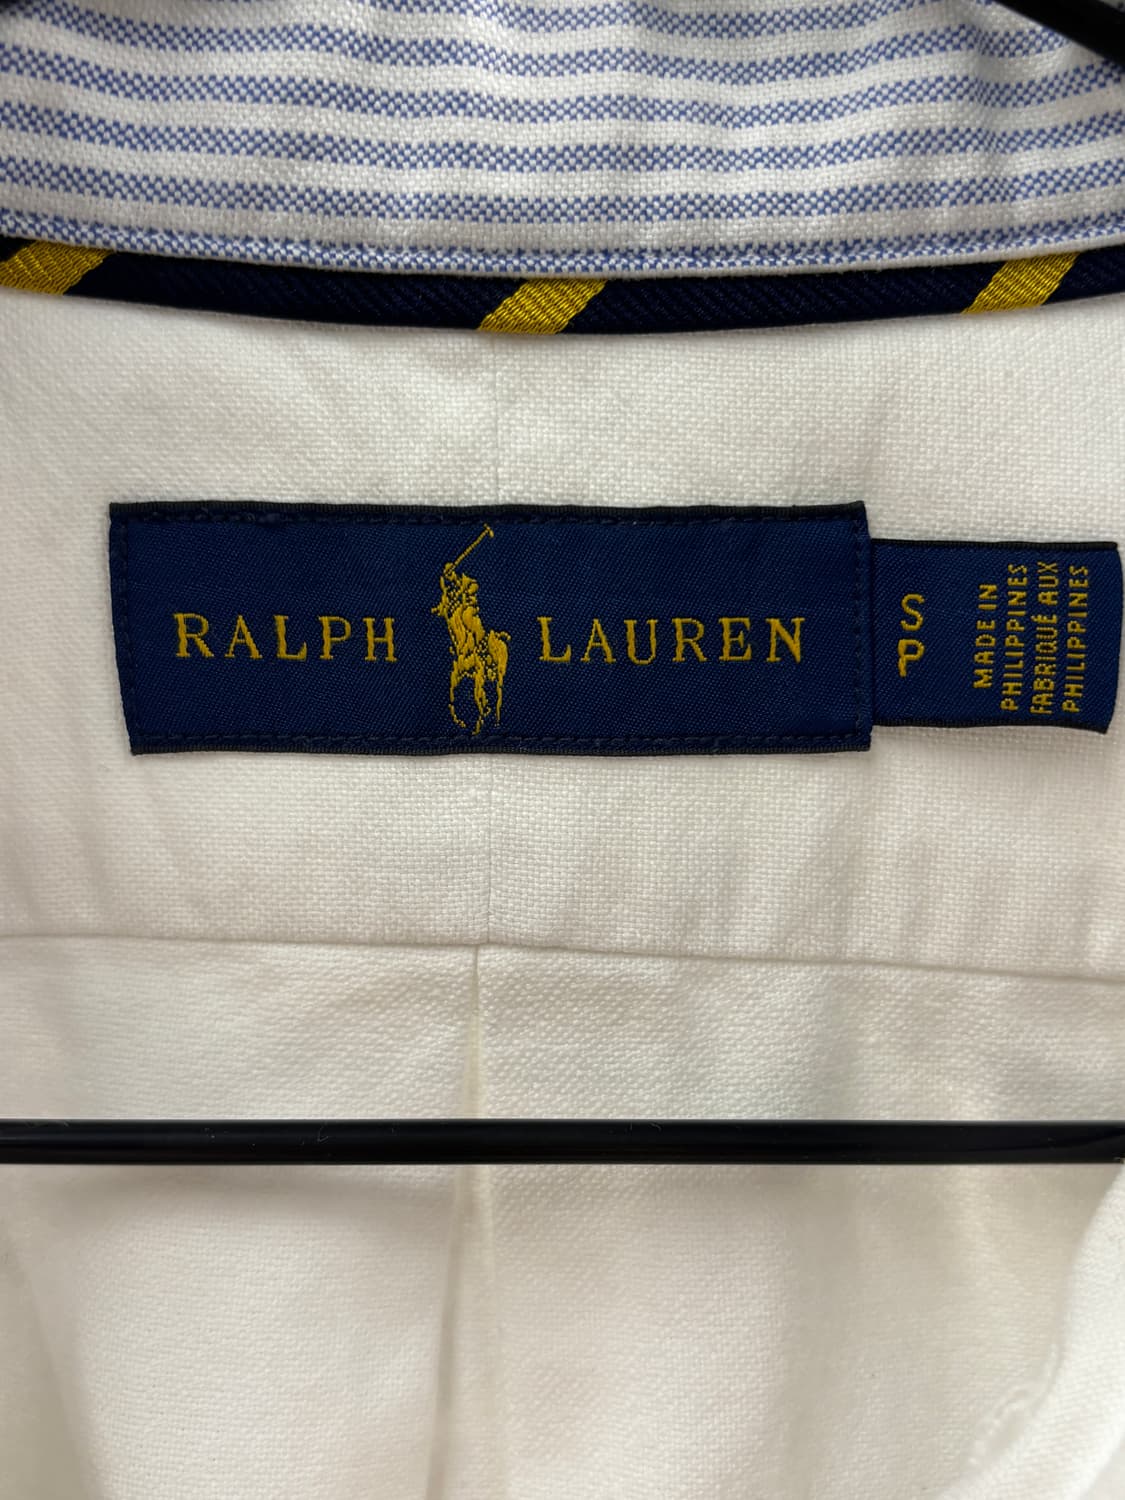 RALPH LAUREN
S
P
MADE IN
PHILIPPINES
FABRIQUÉ AUX
PHILIPPINES